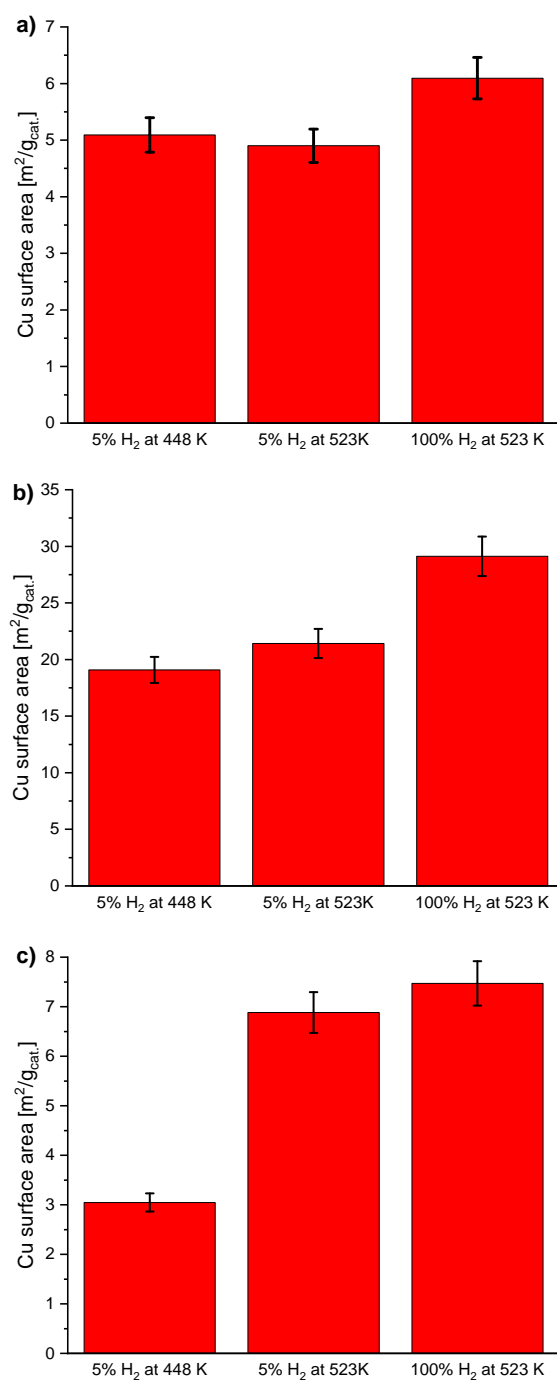 a)
7
6
5
4
3
2
1
0
Cu surface area [m²/g_cat.]
5% H₂ at 448 K 5% H₂ at 523K 100% H₂ at 523 K
b)
35
30
25
20
15
10
5
0
Cu surface area [m²/g_cat.]
5% H₂ at 448 K 5% H₂ at 523K 100% H₂ at 523 K
c)
8
7
6
5
4
3
2
1
0
Cu surface area [m²/g_cat.]
5% H₂ at 448 K 5% H₂ at 523K 100% H₂ at 523 K